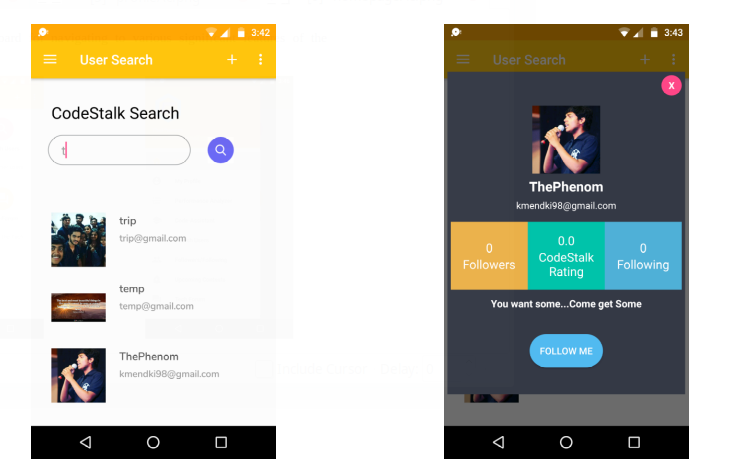 3:42
User Search
CodeStalk Search
t
trip
trip@gmail.com
temp
temp@gmail.com
ThePhenom
kmendki98@gmail.com
3:43
User Search
X
ThePhenom
kmendki98@gmail.com
0
Followers
0.0
CodeStalk
Rating
0
Following
You want some...Come get Some
FOLLOW ME